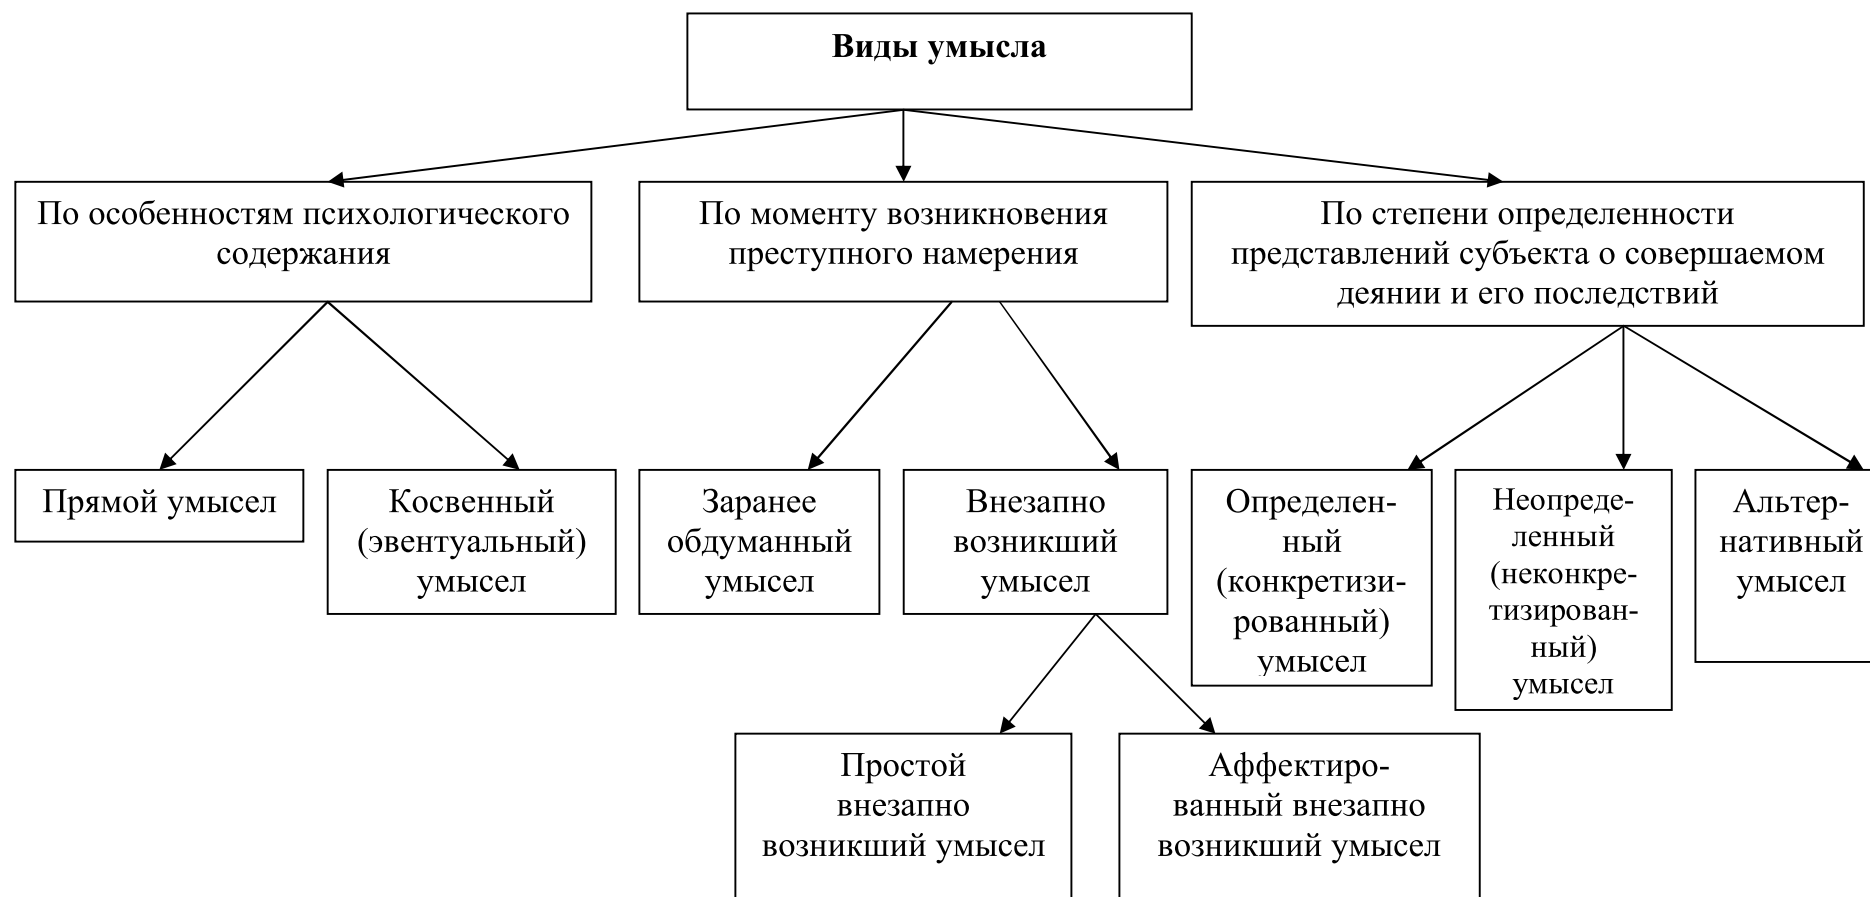 Виды умысла
По особенностям психологического
содержания
По моменту возникновения
преступного намерения
По степени определенности
представлений субъекта о совершаемом
деянии и его последствий
Прямой умысел
Косвенный
(эвентуальный)
умысел
Заранее
обдуманный
умысел
Внезапно
возникший
умысел
Определен-
ный
(конкретизи-
рованный)
умысел
Неопреде-
ленный
(неконкре-
тизирован-
ный)
умысел
Альтер-
нативный
умысел
Простой
внезапно
возникший умысел
Аффектиро-
ванный внезапно
возникший умысел